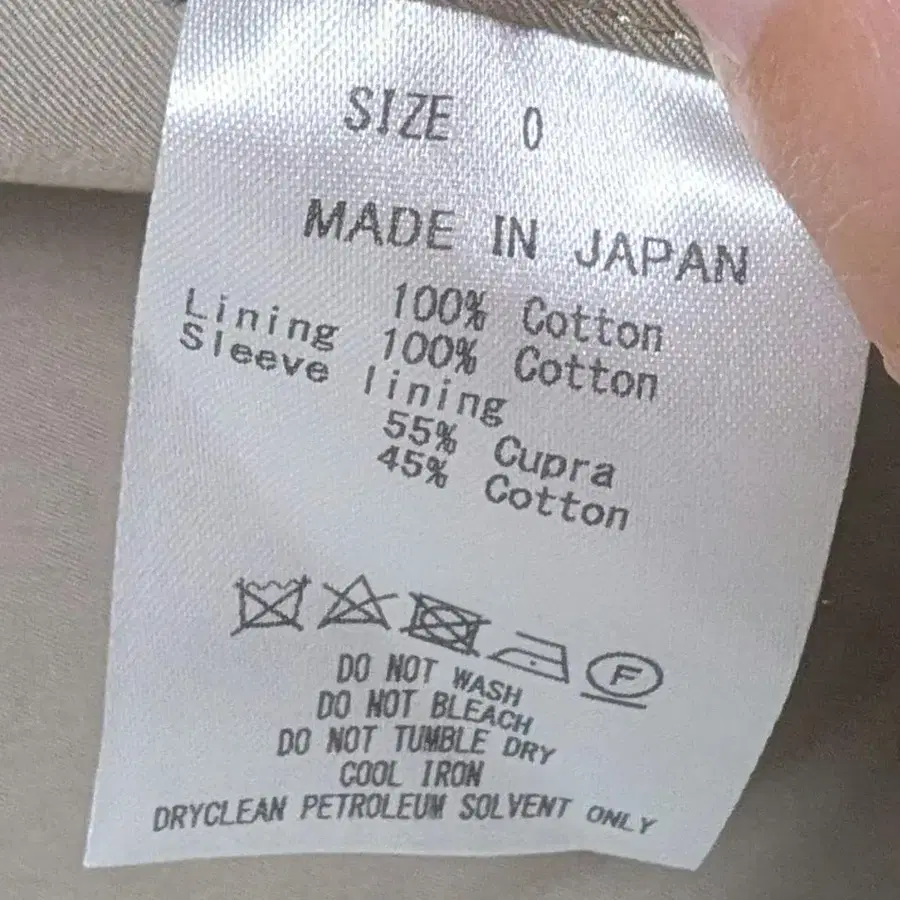 SIZE 0
MADE IN JAPAN
100% Cotton
Lining 100% Cotton
Sleeve lining
55% Cupra
45% Cotton
F
DO NOT WASH
DO NOT BLEACH
DO NOT TUMBLE DRY
COOL IRON
DRYCLEAN PETROLEUM SOLVENT ONLY